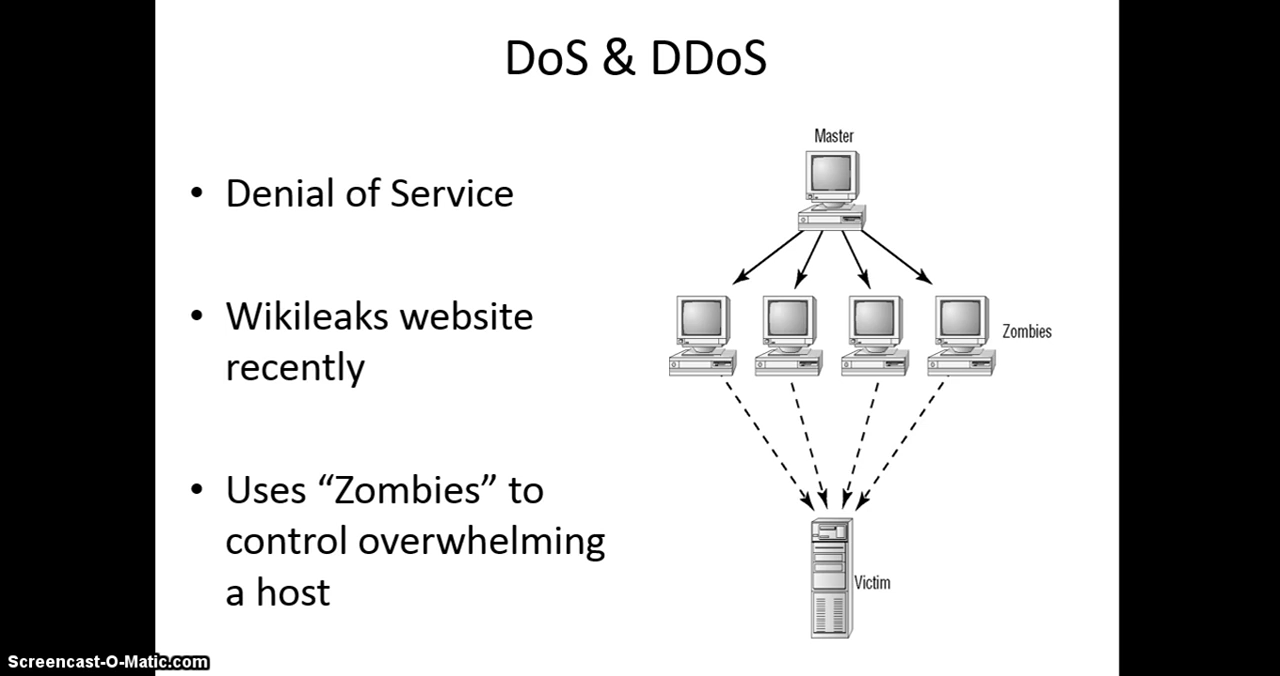 DoS & DDoS
• Denial of Service
• Wikileaks website
recently
• Uses “Zombies” to
control overwhelming
a host
Master
Zombies
Victim
Screencast-O-Matic.com